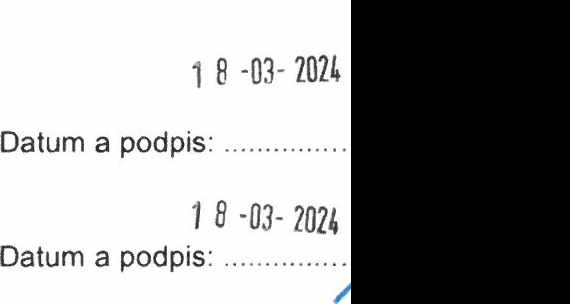 18 -03- 2024
Datum a podpis: ...............
18 -03- 2024
Datum a podpis: ...............